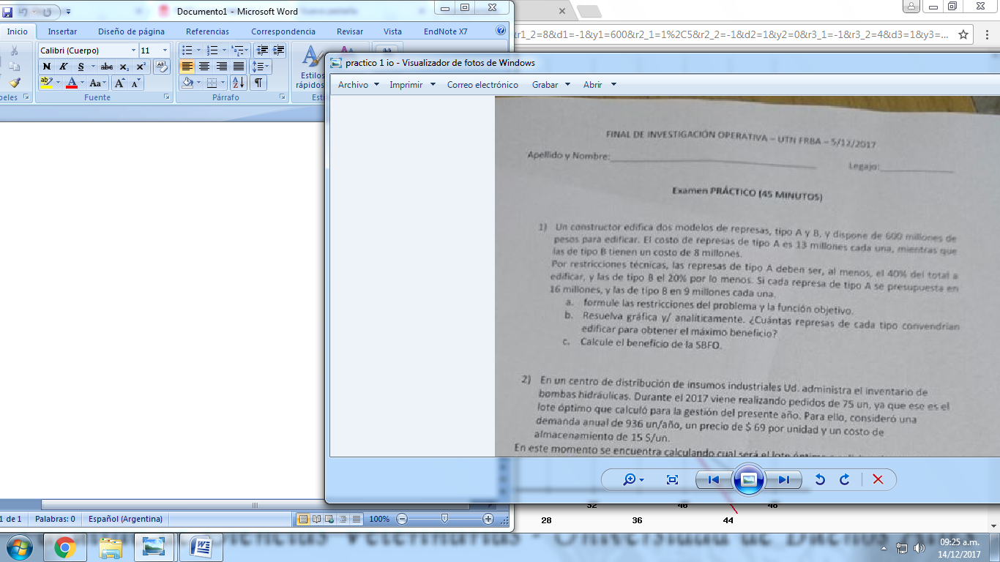 Documento1 - Microsoft Word
Inicio Insertar Diseño de página Referencias Correspondencia Revisar Vista EndNote X7
Calibri (Cuerpo) 11
N K S abc x₂ x²
Aa A A
Estilos
rápidos
Fuente Párrafo
&r1_2=8&d1=-1&y1=600&r2_1=1%2C5&r2_2=-1&d2=1&y2=0&r3_1=-1&r3_2=4&d3=1&y3=...
practico 1 io - Visualizador de fotos de Windows
Archivo Imprimir Correo electrónico Grabar Abrir
FINAL DE INVESTIGACIÓN OPERATIVA – UTN FRBA – 5/12/2017
Apellido y Nombre: Legajo:
Examen PRÁCTICO (45 MINUTOS)
1) Un constructor edifica dos modelos de represas, tipo A y B, y dispone de 600 millones de
pesos para edificar. El costo de represas de tipo A es 13 millones cada una, mientras que
las de tipo B tienen un costo de 8 millones.
Por restricciones técnicas, las represas de tipo A deben ser, al menos, el 40% del total a
edificar, y las de tipo B el 20% por lo menos. Si cada represa de tipo A se presupuesta en
16 millones, y las de tipo B en 9 millones cada una.
a. formule las restricciones del problema y la función objetivo.
b. Resuelva gráfica y/ analíticamente. ¿Cuántas represas de cada tipo convendrían
edificar para obtener el máximo beneficio?
c. Calcule el beneficio de la SBFO.
2) En un centro de distribución de insumos industriales Ud. administra el inventario de
bombas hidráulicas. Durante el 2017 viene realizando pedidos de 75 un, ya que ese es el
lote óptimo que calculó para la gestión del presente año. Para ello, consideró una
demanda anual de 936 un/año, un precio de $ 69 por unidad y un costo de
almacenamiento de 15 $/un.
En este momento se encuentra calculando cual será el lote óptimo
32 40 48
28 36 44
1 de 1 Palabras: 0 Español (Argentina) 100%
09:25 a.m.
14/12/2017